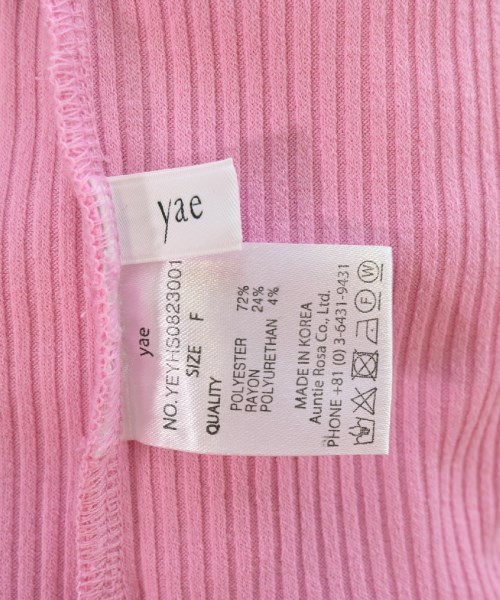 yae
yae
NO.YEYHS0823001
SIZE F
QUALITY
POLYESTER 72%
RAYON 24%
POLYURETHAN 4%
MADE IN KOREA
Auntie Rosa Co., Ltd.
PHONE +81 (0) 3-6431-9431
F W